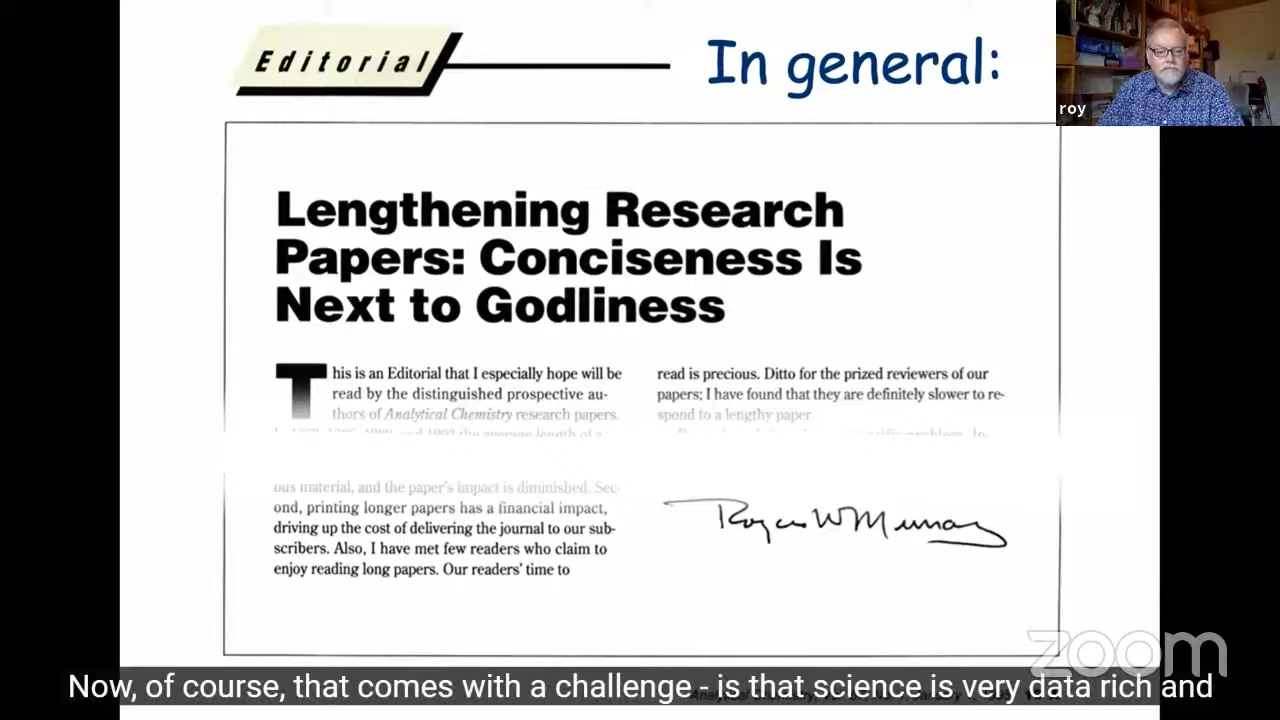 Editorial
In general:
roy
Lengthening Research
Papers: Conciseness Is
Next to Godliness
This is an Editorial that I especially hope will be
read by the distinguished prospective au-
thors of Analytical Chemistry research papers.
read is precious. Ditto for the prized reviewers of our
papers; I have found that they are definitely slower to re-
spond to a lengthy paper.
ous material, and the paper's impact is diminished. Sec-
ond, printing longer papers has a financial impact,
driving up the cost of delivering the journal to our sub-
scribers. Also, I have met few readers who claim to
enjoy reading long papers. Our readers' time to
Royce W Murray
zoom
Now, of course, that comes with a challenge - is that science is very data rich and